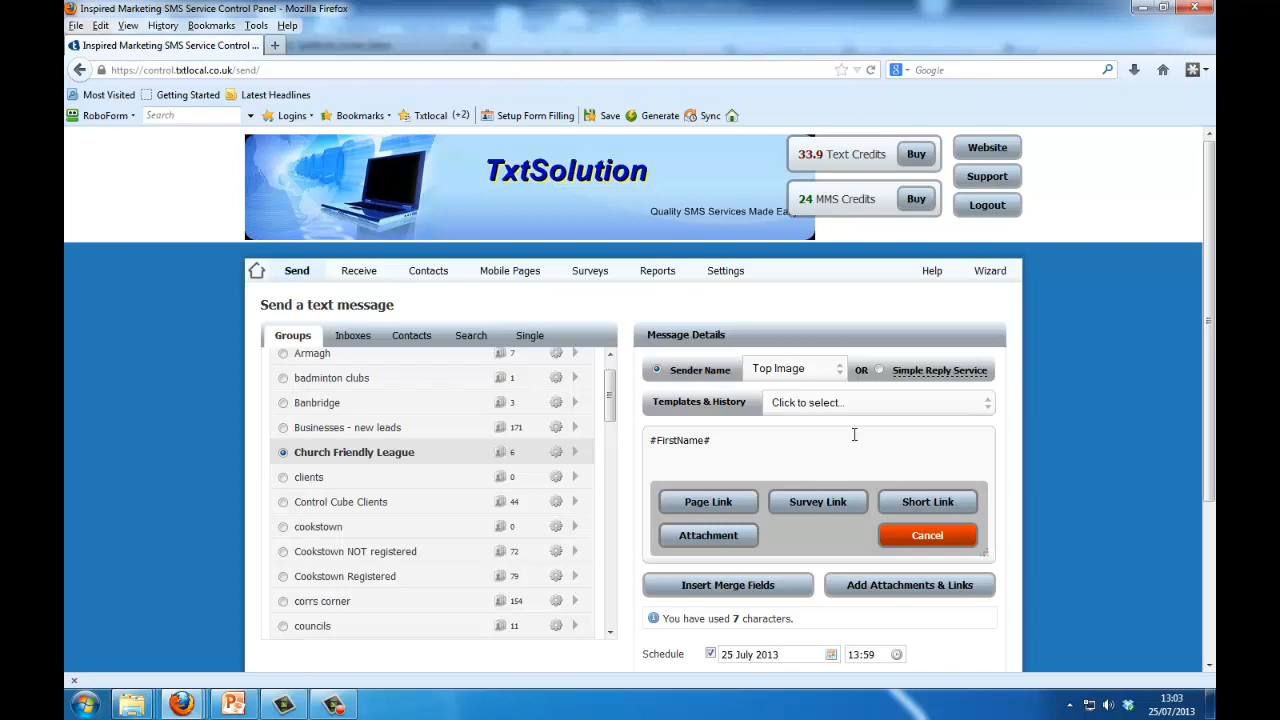 Inspired Marketing SMS Service Control Panel - Mozilla Firefox
File Edit View History Bookmarks Tools Help
Inspired Marketing SMS Service Control ... +
https://control.txtlocal.co.uk/send/ Google
Most Visited Getting Started Latest Headlines
RoboForm Search Logins Bookmarks Txtlocal (+2) Setup Form Filling Save Generate Sync
TxtSolution
Quality SMS Services Made Ea
33.9 Text Credits Buy
24 MMS Credits Buy
Website
Support
Logout
Send Receive Contacts Mobile Pages Surveys Reports Settings Help Wizard
Send a text message
Groups Inboxes Contacts Search Single
Armagh 7
badminton clubs 1
Banbridge 3
Businesses - new leads 171
Church Friendly League 6
clients 0
Control Cube Clients 44
cookstown 0
Cookstown NOT registered 72
Cookstown Registered 79
corrs corner 154
councils 11
Message Details
Sender Name Top Image OR Simple Reply Service
Templates & History Click to select..
#FirstName#
Page Link Survey Link Short Link
Attachment Cancel
Insert Merge Fields Add Attachments & Links
You have used 7 characters.
Schedule 25 July 2013 13:59
13:03
25/07/2013